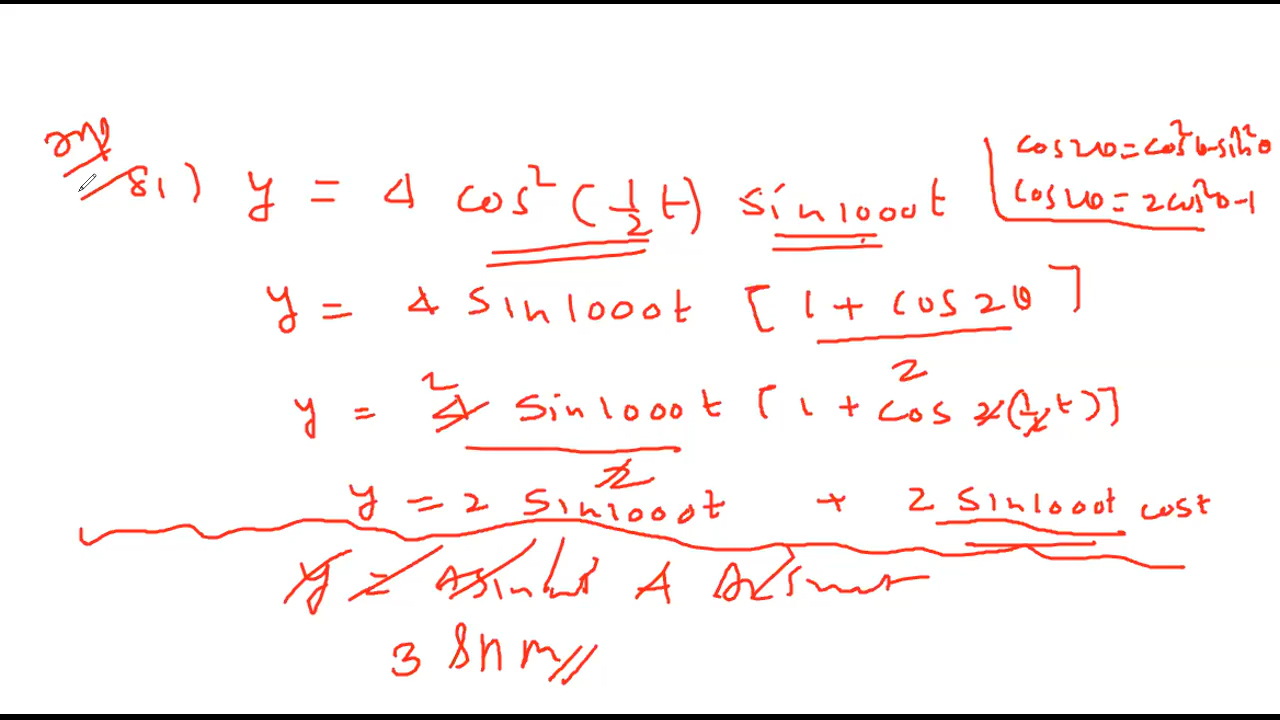 81) y = 4 cos² (½t) sin1000t
cos2θ = cos²θ - sin²θ
cos2θ = 2cos²θ - 1
y = 4 sin1000t [1 + cos2θ]
2
2
y = 4 sin1000t [1 + cos 2(½t)]
2
y = 2 sin1000t + 2 sin1000t cost
y =
3 SHM